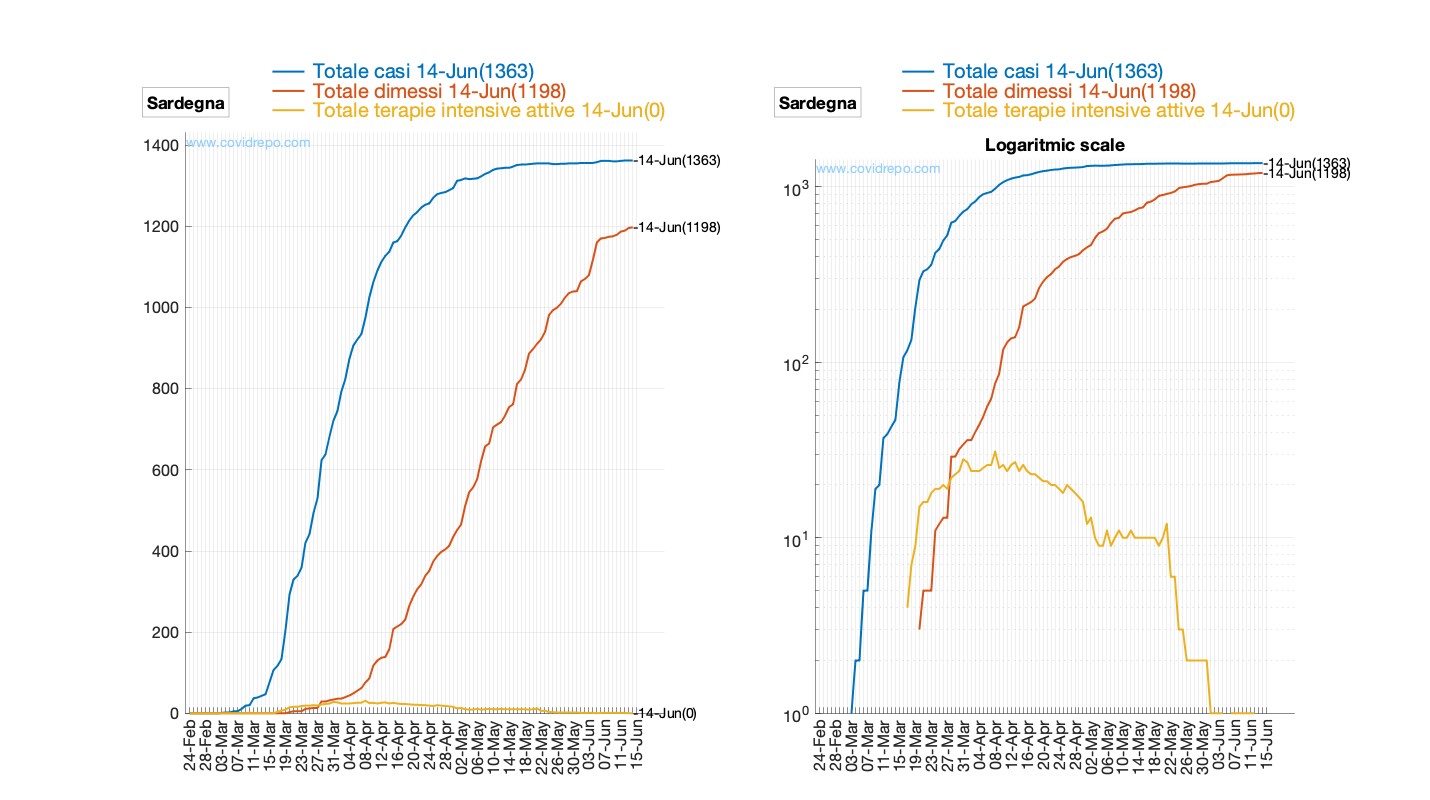 Totale casi 14-Jun(1363)
Totale dimessi 14-Jun(1198)
Totale terapie intensive attive 14-Jun(0)
Sardegna
www.covidrepo.com
1400
1200
1000
800
600
400
200
0
-14-Jun(1363)
-14-Jun(1198)
-14-Jun(0)
24-Feb
28-Feb
03-Mar
07-Mar
11-Mar
15-Mar
19-Mar
23-Mar
27-Mar
31-Mar
04-Apr
08-Apr
12-Apr
16-Apr
20-Apr
24-Apr
28-Apr
02-May
06-May
10-May
14-May
18-May
22-May
26-May
30-May
03-Jun
07-Jun
11-Jun
15-Jun
Totale casi 14-Jun(1363)
Totale dimessi 14-Jun(1198)
Totale terapie intensive attive 14-Jun(0)
Sardegna
Logaritmic scale
www.covidrepo.com
10^3
10^2
10^1
10^0
-14-Jun(1363)
-14-Jun(1198)
24-Feb
28-Feb
03-Mar
07-Mar
11-Mar
15-Mar
19-Mar
23-Mar
27-Mar
31-Mar
04-Apr
08-Apr
12-Apr
16-Apr
20-Apr
24-Apr
28-Apr
02-May
06-May
10-May
14-May
18-May
22-May
26-May
30-May
03-Jun
07-Jun
11-Jun
15-Jun